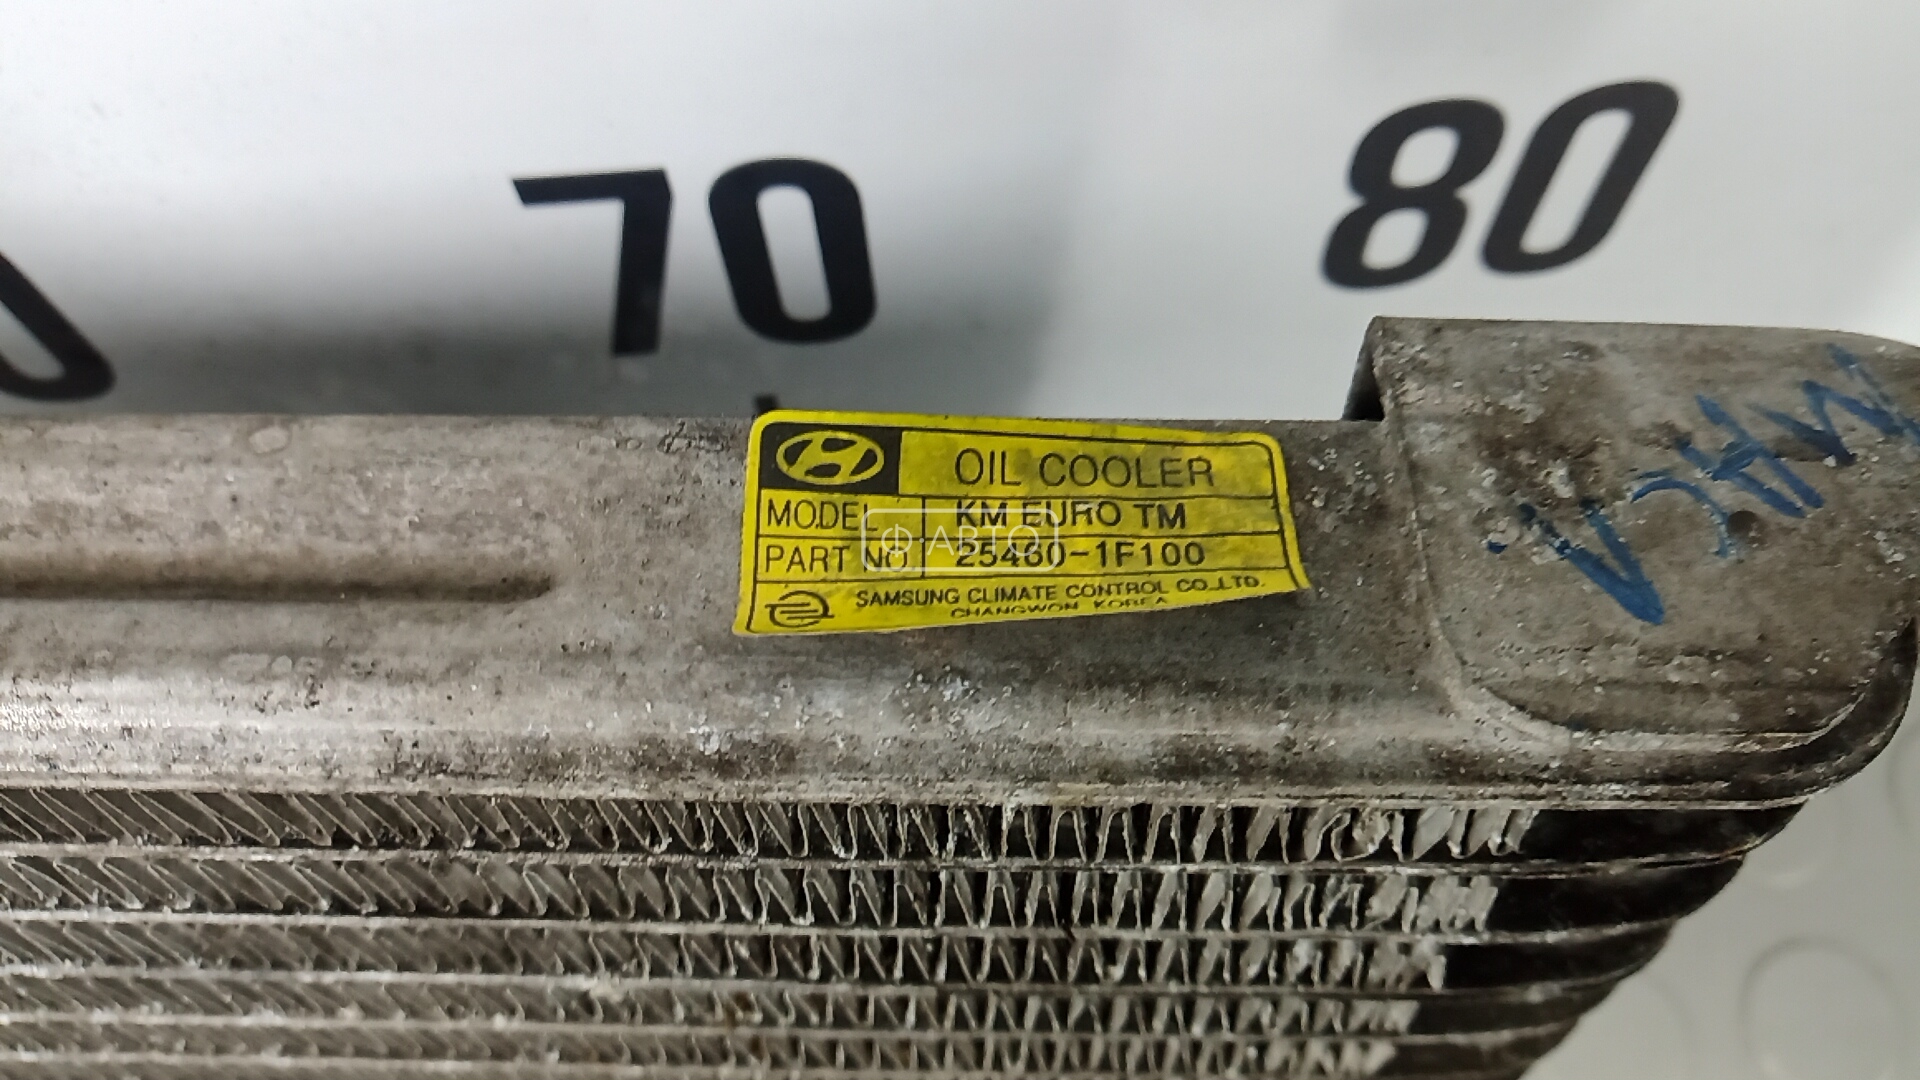 70
80
OIL COOLER
MODEL KM EURO TM
PART NO 25460-1F100
SAMSUNG CLIMATE CONTROL CO.,LTD.
CHANGWON, KOREA
АВТО